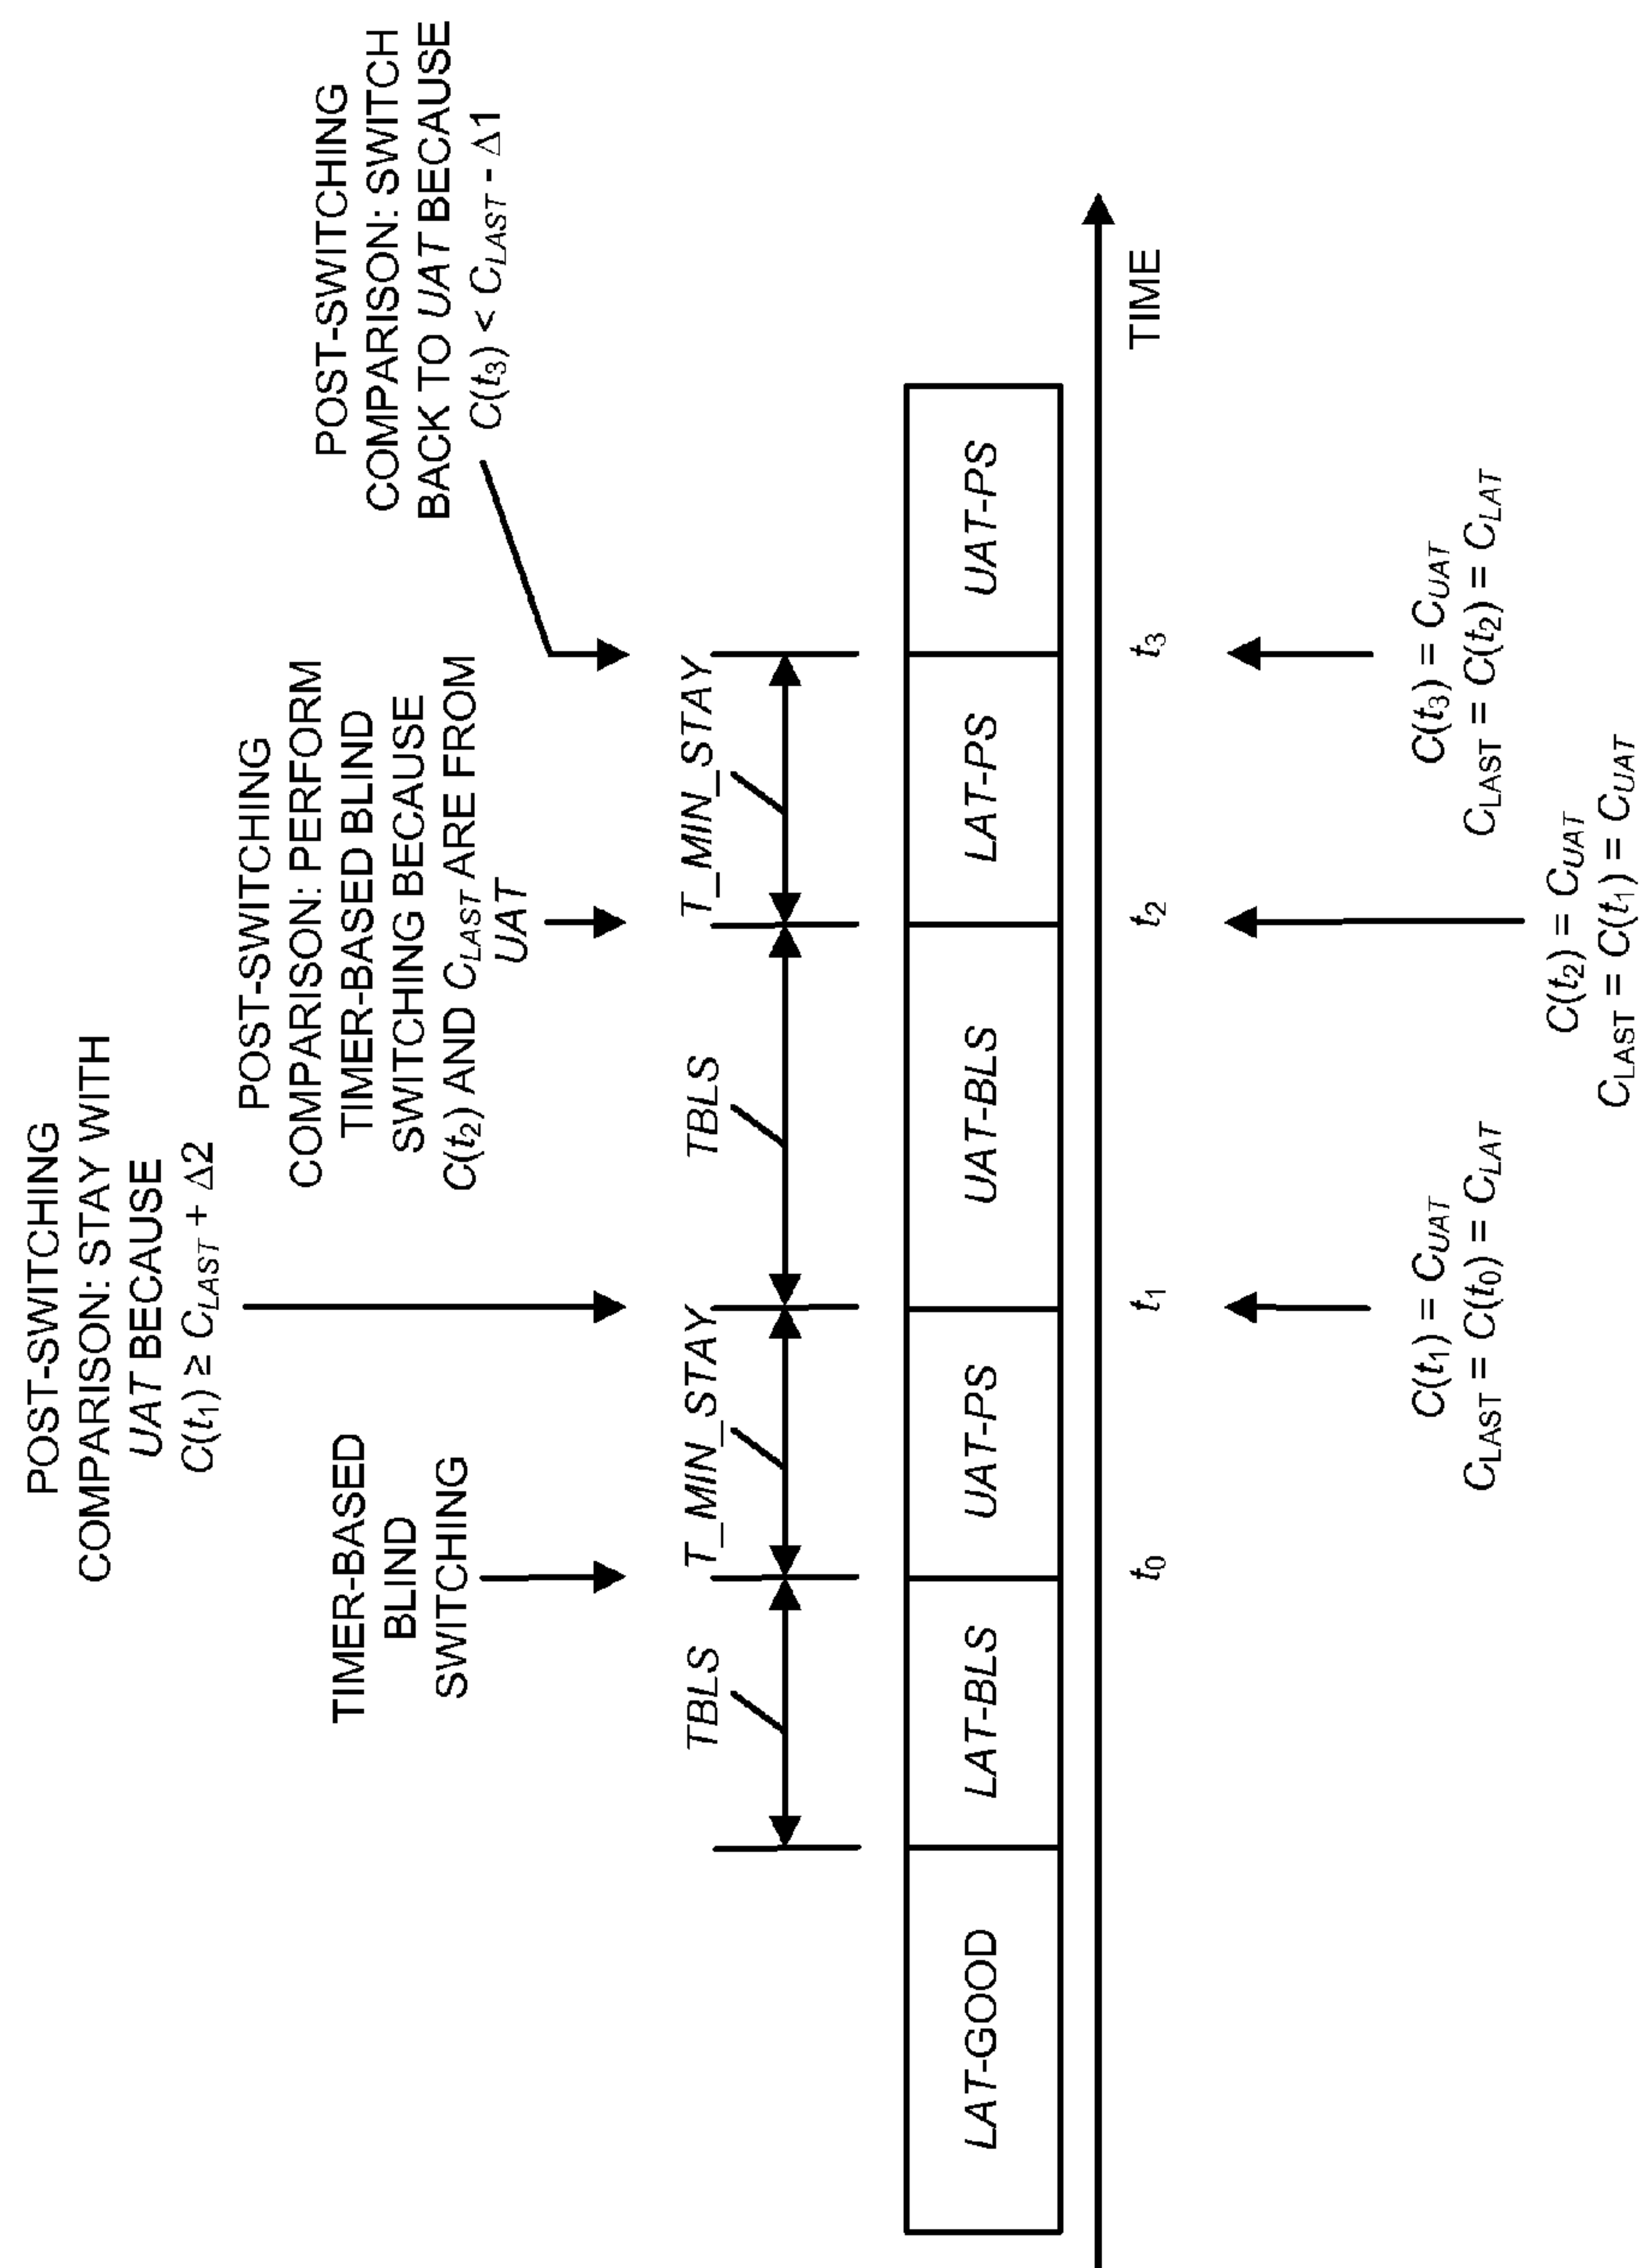 POST-SWITCHING
COMPARISON: STAY WITH
UAT BECAUSE
C(t1) ≥ CLAST + Δ2
TIMER-BASED
BLIND
SWITCHING
POST-SWITCHING
COMPARISON: PERFORM
TIMER-BASED BLIND
SWITCHING BECAUSE
C(t2) AND CLAST ARE FROM
UAT
POST-SWITCHING
COMPARISON: SWITCH
BACK TO UAT BECAUSE
C(t3) < CLAST - Δ1
TBLS
T_MIN_STAY
TBLS
T_MIN_STAY
LAT-GOOD
LAT-BLS
UAT-PS
UAT-BLS
LAT-PS
UAT-PS
t0
t1
t2
t3
TIME
C(t1) = CUAT
CLAST = C(t0) = CLAT
C(t2) = CUAT
CLAST = C(t1) = CUAT
C(t3) = CUAT
CLAST = C(t2) = CLAT